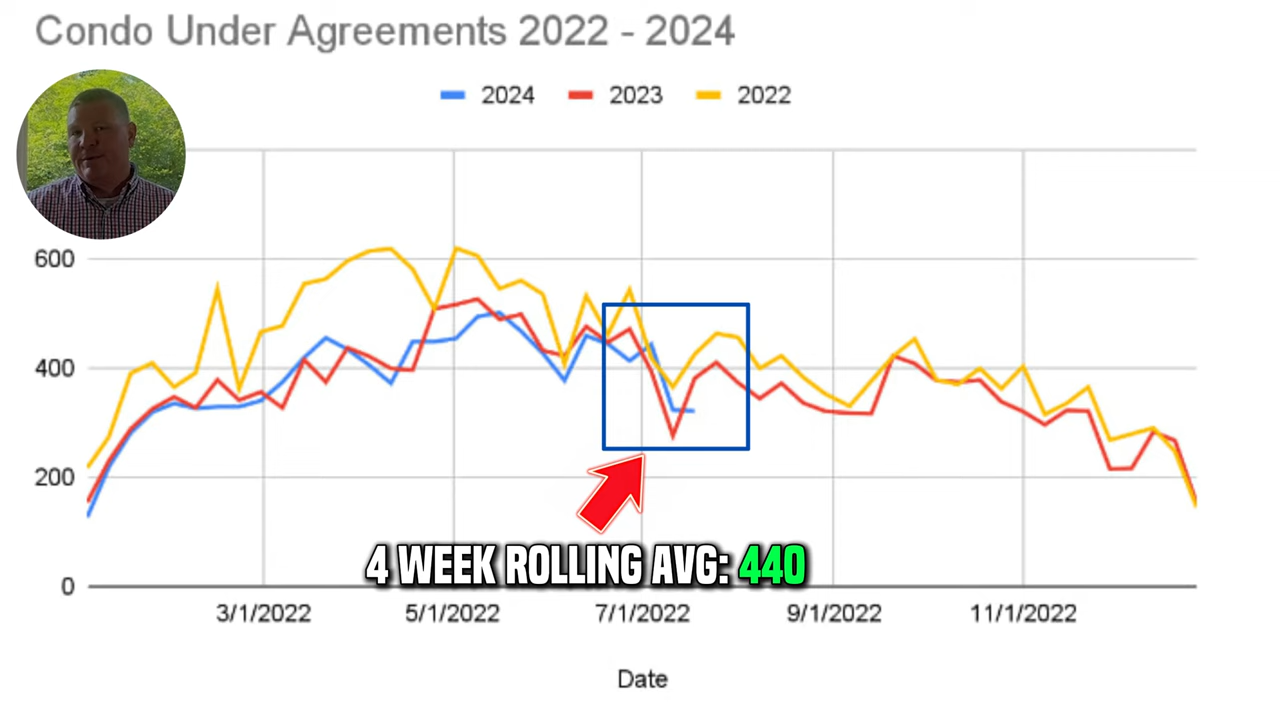 Condo Under Agreements 2022 - 2024
2024 2023 2022
600
400
200
0
4 WEEK ROLLING AVG: 440
3/1/2022 5/1/2022 7/1/2022 9/1/2022 11/1/2022
Date